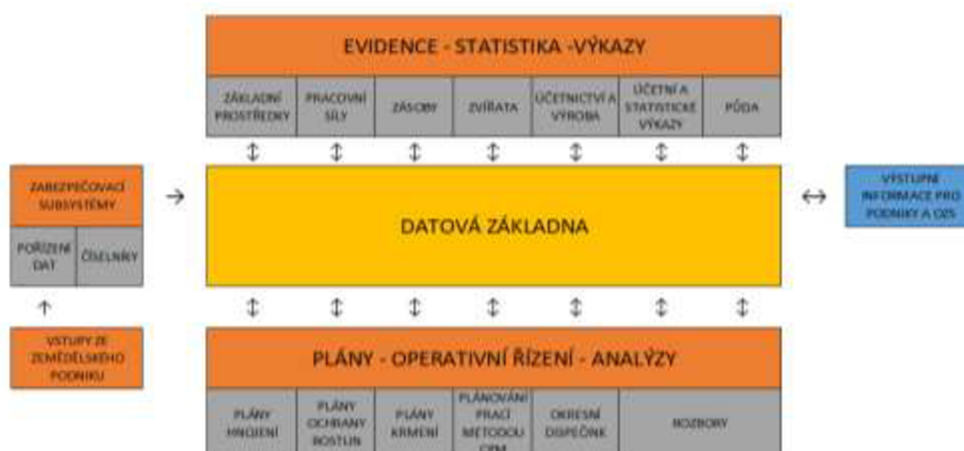 EVIDENCE - STATISTIKA -VÝKAZY
ZÁKLADNÍ
PROSTŘEDKY
PRACOVNÍ
SÍLY
ZÁSOBY
ZVÍŘATA
ÚČETNICTVÍ A
VÝROBA
ÚČETNÍ A
STATISTICKÉ
VÝKAZY
PŮDA
ZABEZPEČOVACÍ
SUBSYSTÉMY
POŘÍZENÍ
DAT
ČÍSELNÍKY
DATOVÁ ZÁKLADNA
VÝSTUPNÍ
INFORMACE PRO
PODNIKY A OZS
VSTUPY ZE
ZEMĚDĚLSKÉHO
PODNIKU
PLÁNY - OPERATIVNÍ ŘÍZENÍ - ANALÝZY
PLÁNY
HNOJENÍ
PLÁNY
OCHRANY
ROSTLIN
PLÁNY
KRMENÍ
PLÁNOVÁNÍ
PRACÍ
METODOU
CPM
OKRESNÍ
DISPEČINK
ROZBORY